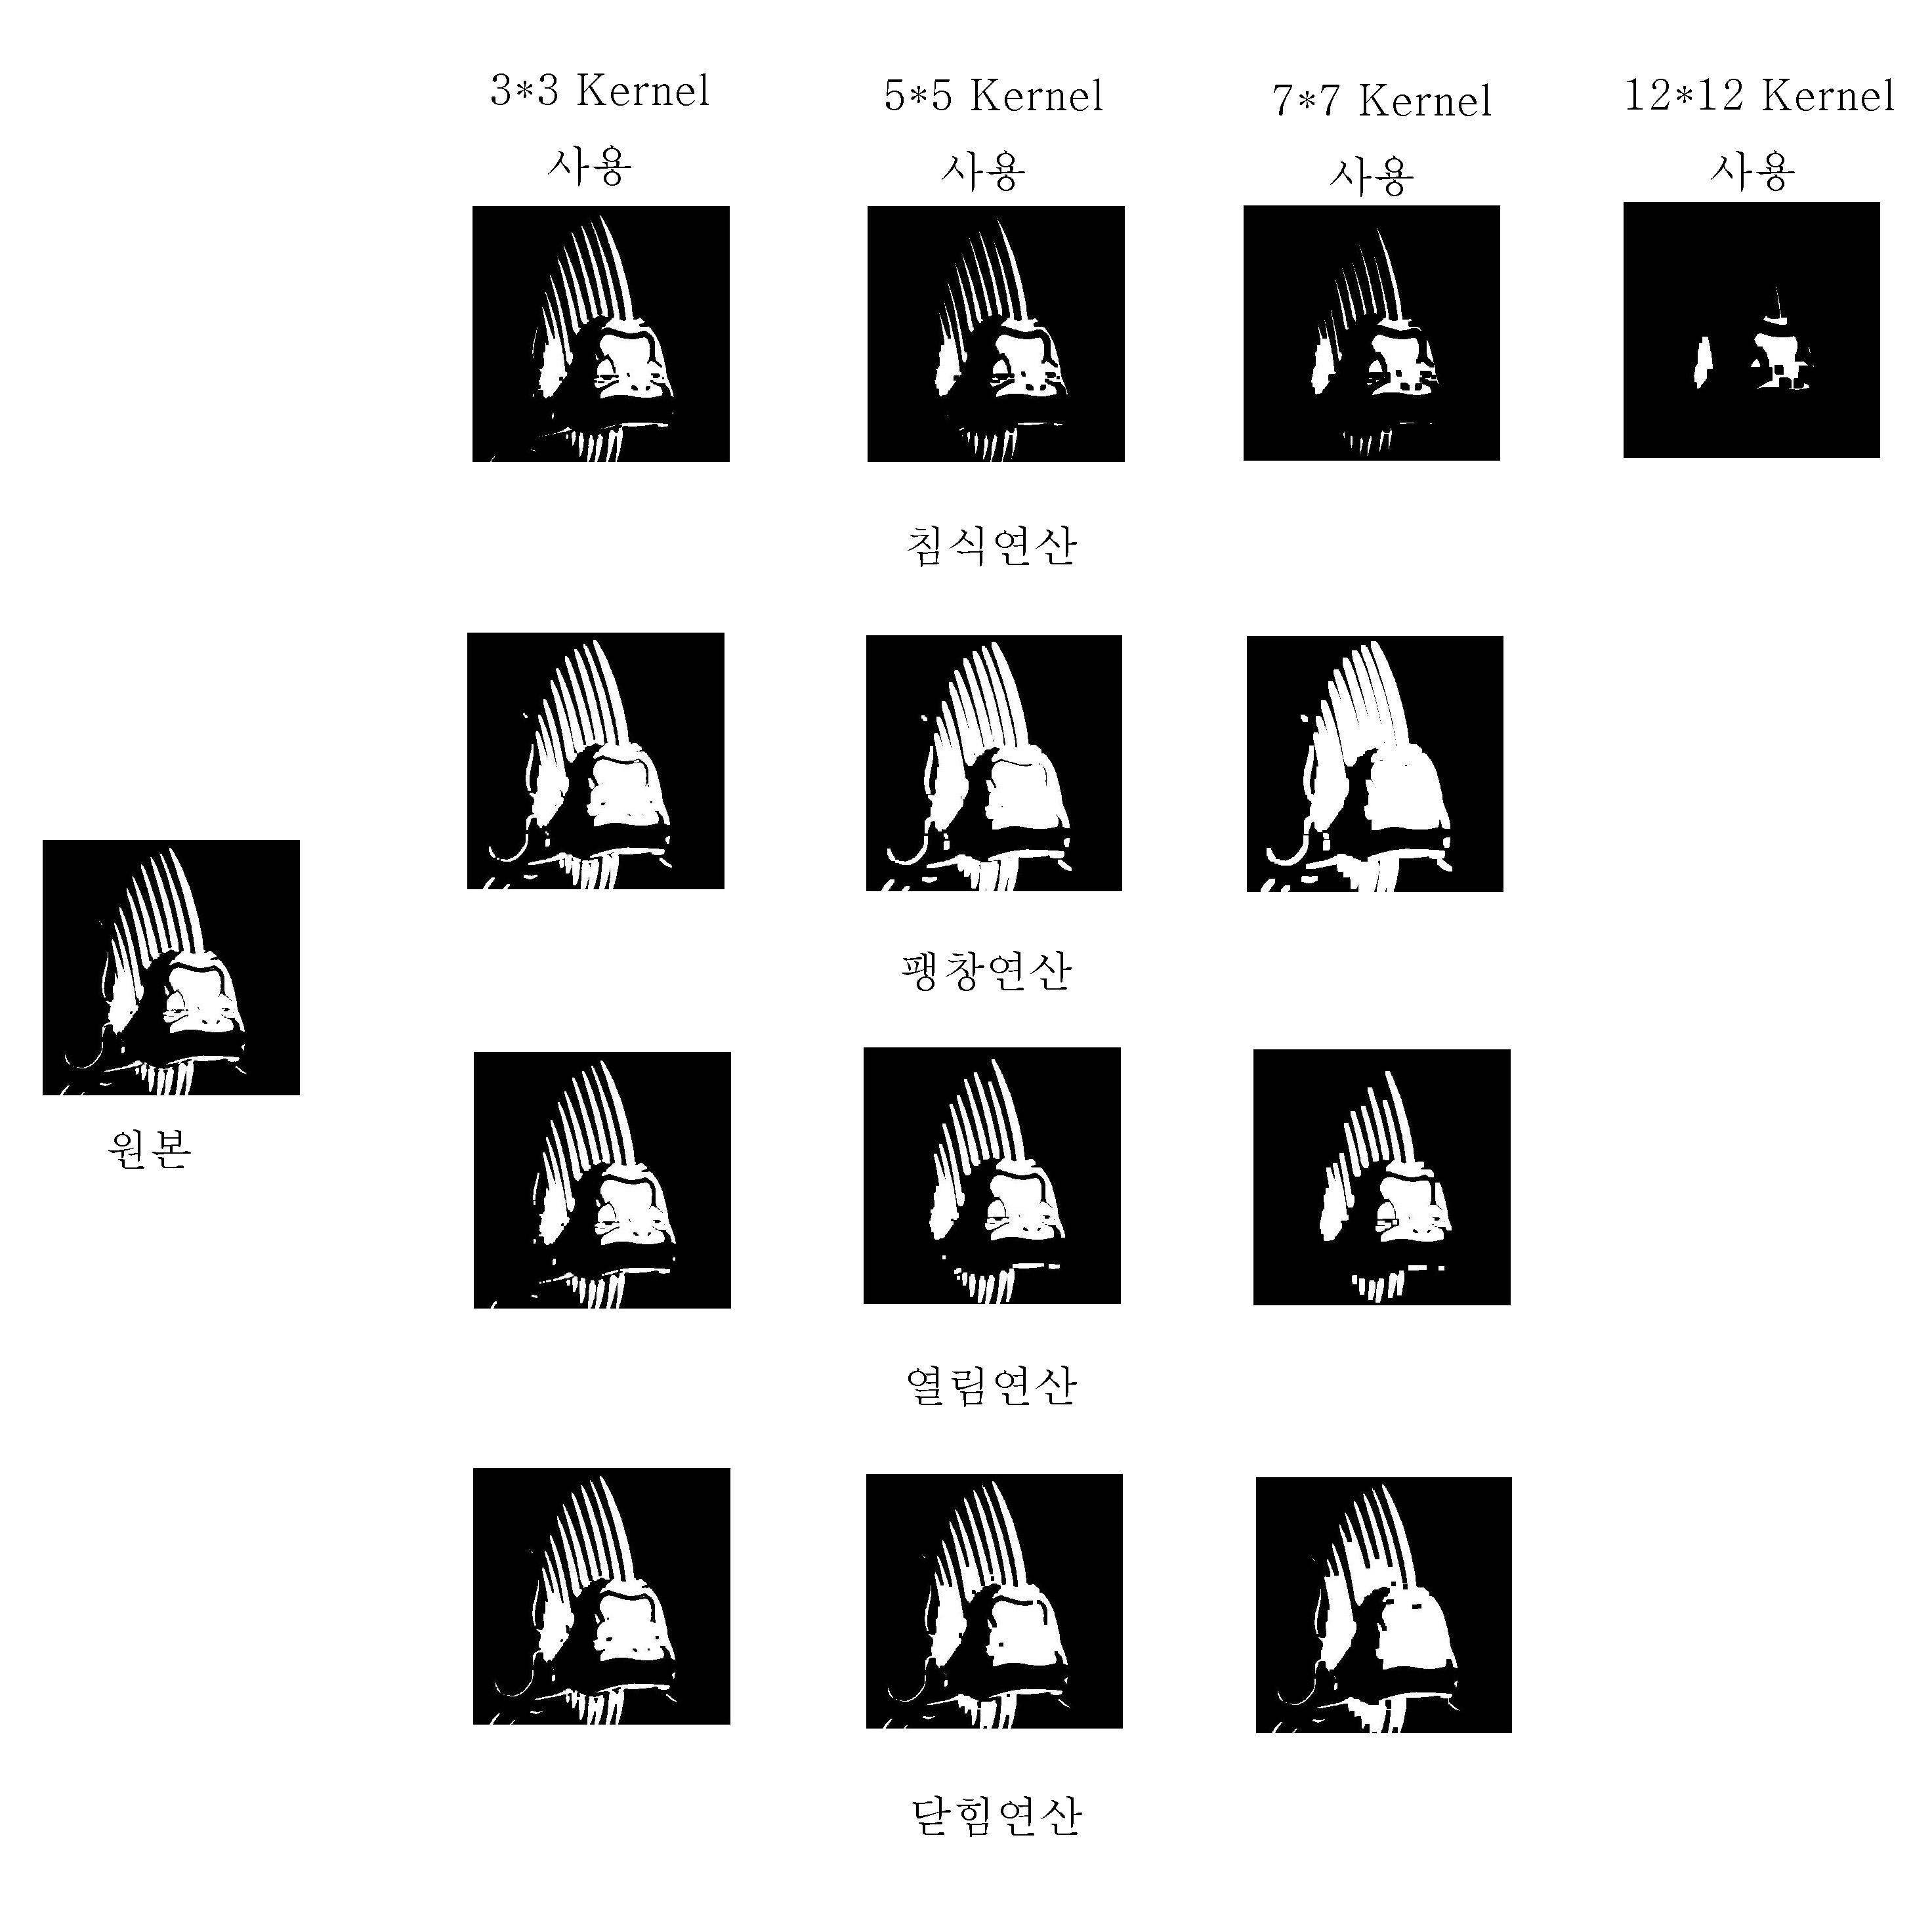 3*3 Kernel
사용
5*5 Kernel
사용
7*7 Kernel
사용
12*12 Kernel
사용
침식연산
팽창연산
원본
열림연산
닫힘연산